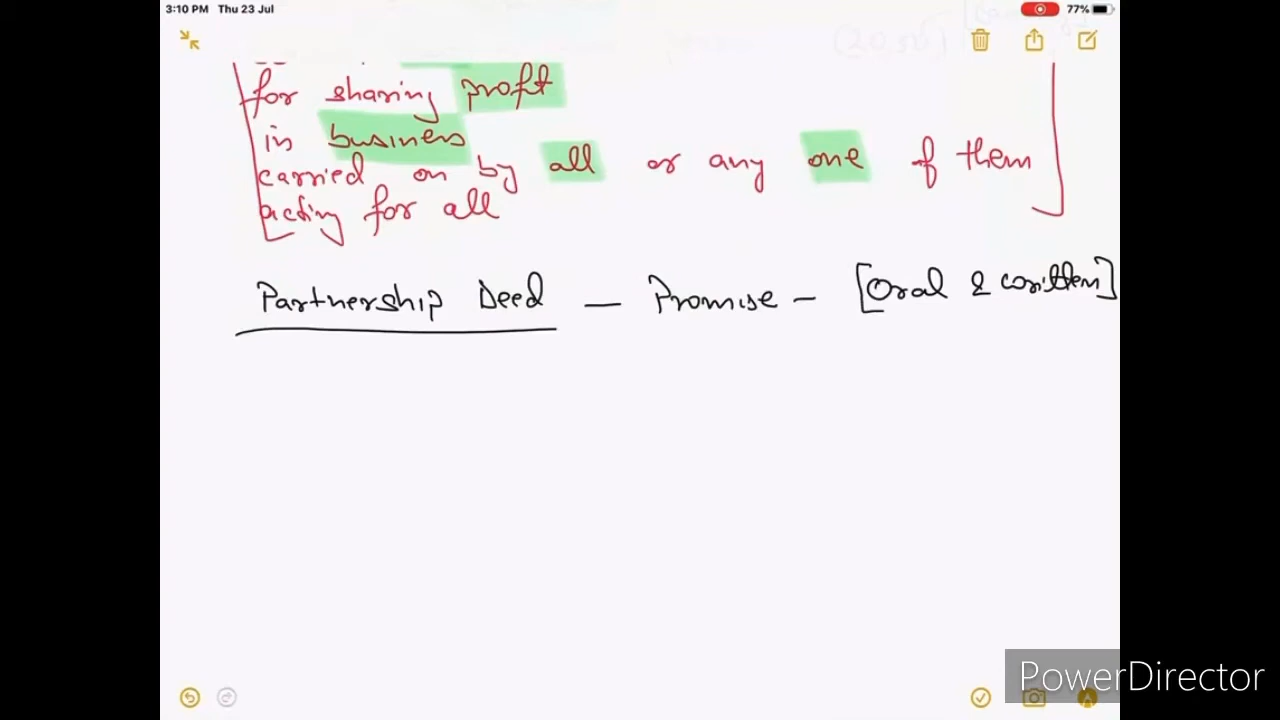 3:10 PM Thu 23 Jul 77%
for sharing profit
in business
carried on by all or any one of them
acting for all
Partnership Deed — Promise — [Oral & written]
PowerDirector